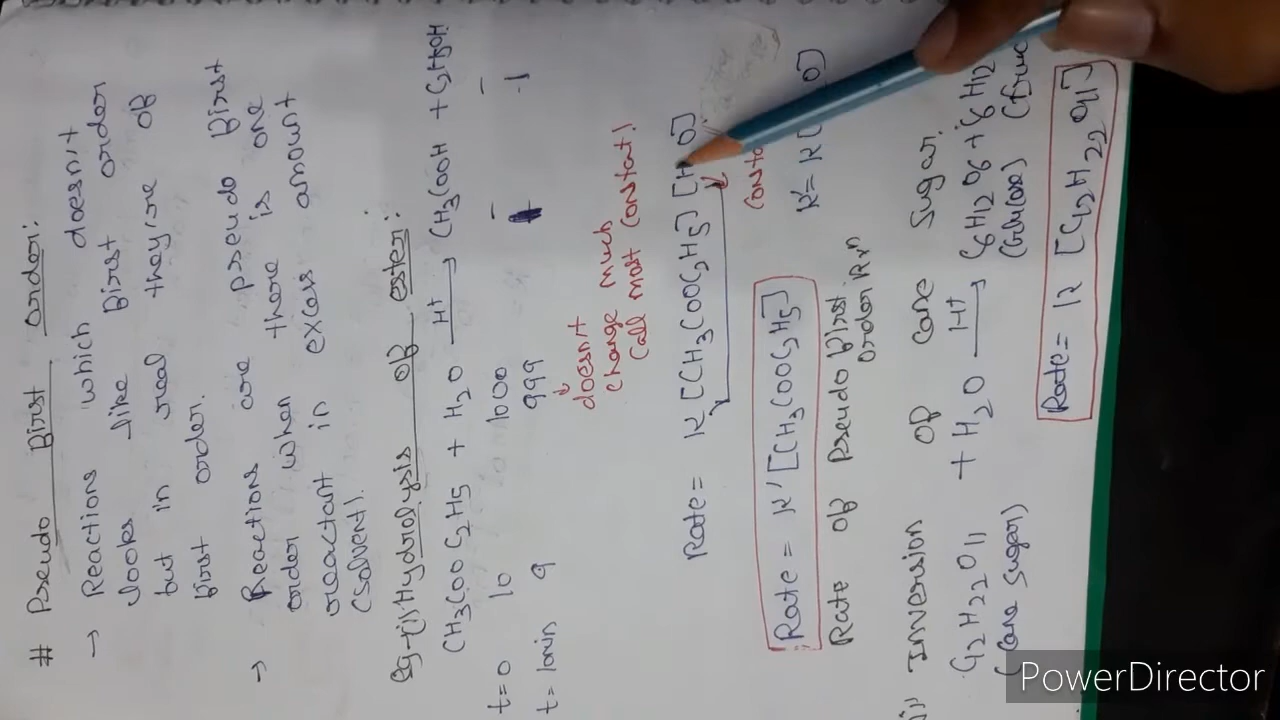 # Pseudo First order:
→ Reactions which doesn't
looks like First order
but in real they're of
First order.
→ Reactions are pseudo First
order when there is one
reactant in excess amount
(solvent).
Eg-(i) Hydrolysis of ester:
CH3COOC2H5 + H2O —H+→ CH3COOH + C2H5OH
t=0 10 1000 - -
t= 9 999 1 1
doesn't
change much
Call most contant!
Rate = K [CH3COOC2H5] [H O]
Rate = K' [CH3COOC2H5]
K' = K [ O]
Rate of Pseudo First
order Rxn
Inversion of cane sugar.
C12H22O11 + H2O —H+→ C6H12O6 + C6H12
(Cane sugar) (Glucose) (Fruc
Rate = K [C12H22O11]
PowerDirector